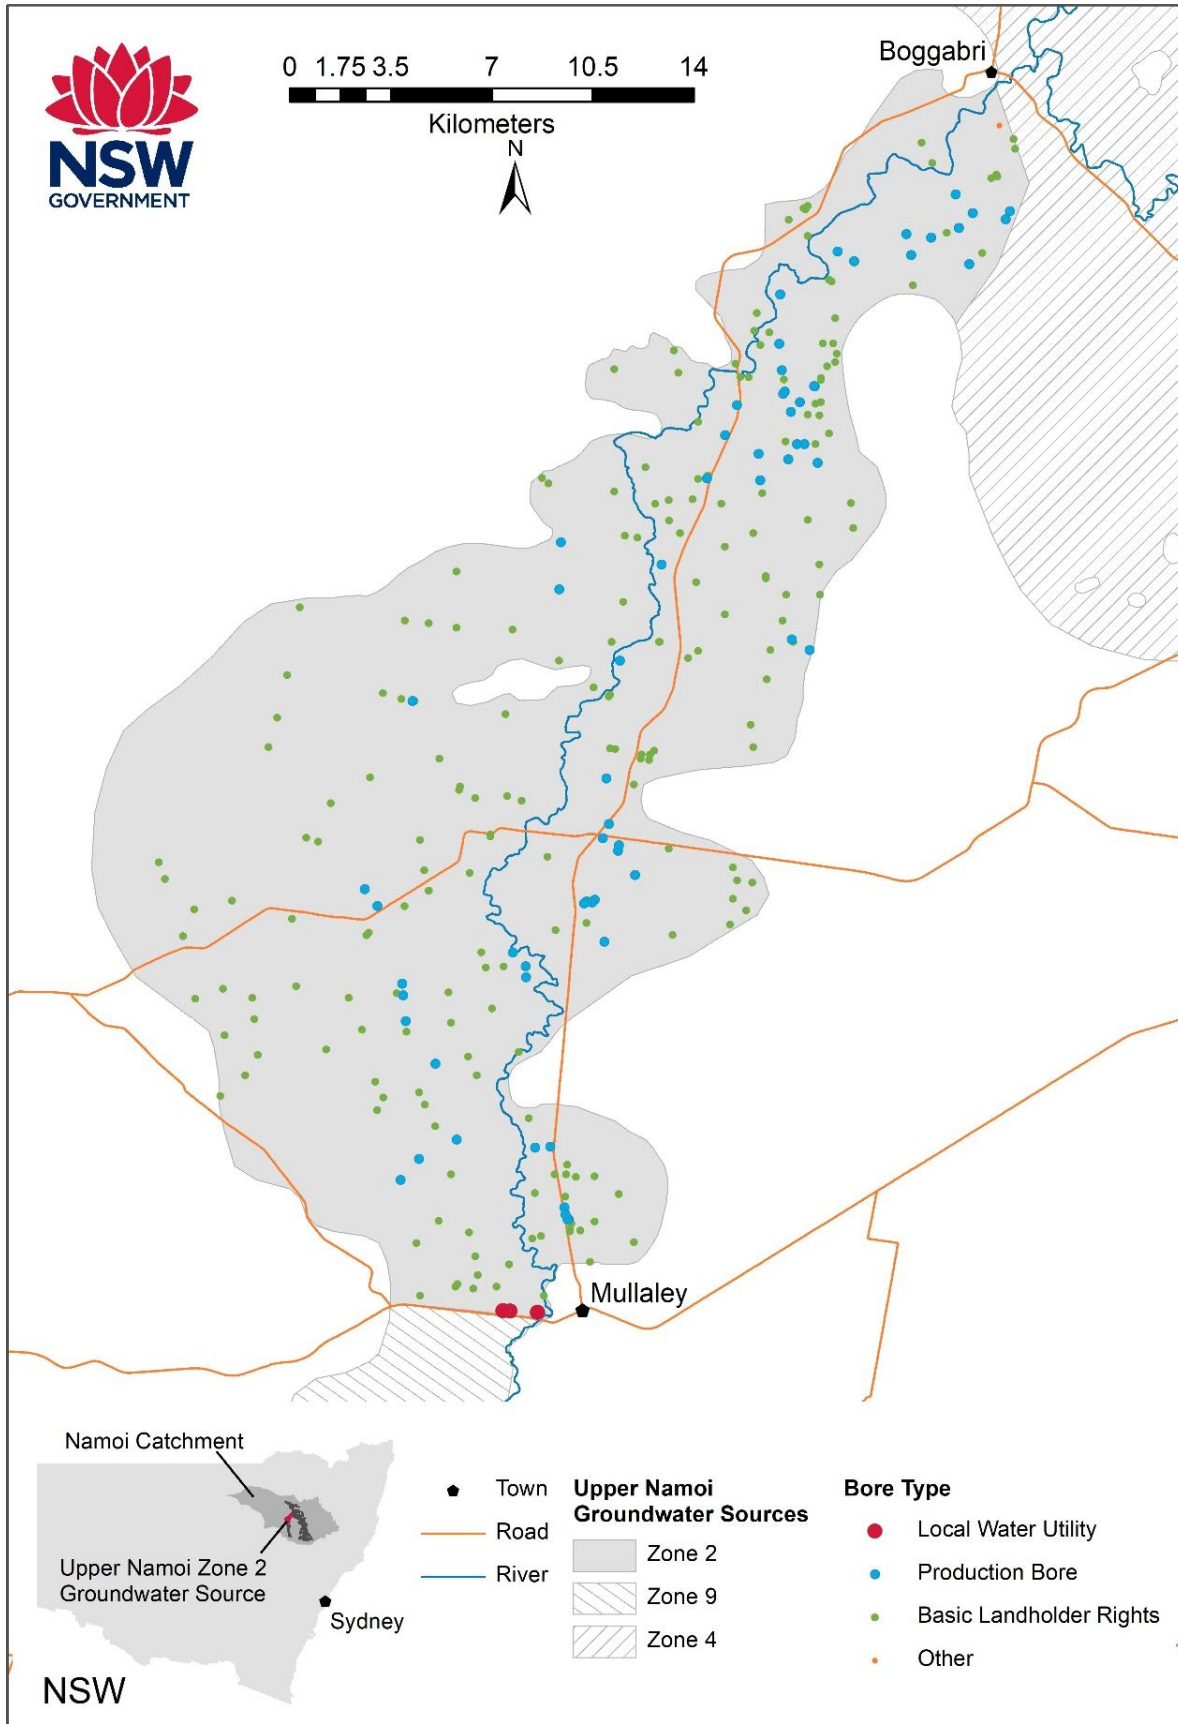 NSW
GOVERNMENT
0 1.75 3.5 7 10.5 14
Kilometers
N
Boggabri
Mullaley
Namoi Catchment
Upper Namoi Zone 2
Groundwater Source
Sydney
NSW
Town
Road
River
Upper Namoi
Groundwater Sources
Zone 2
Zone 9
Zone 4
Bore Type
Local Water Utility
Production Bore
Basic Landholder Rights
Other